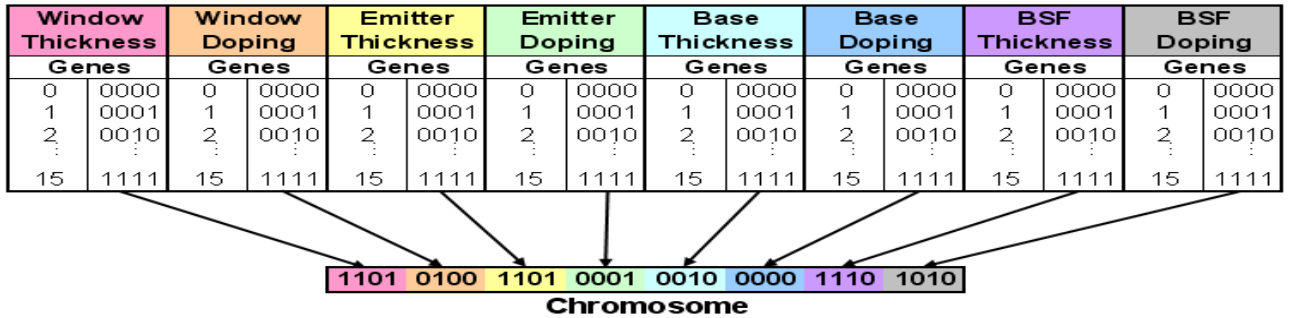 Window Thickness Window Doping Emitter Thickness Emitter Doping Base Thickness Base Doping BSF Thickness BSF Doping
Genes Genes Genes Genes Genes Genes Genes Genes
0 0000 0 0000 0 0000 0 0000 0 0000 0 0000 0 0000 0 0000
1 0001 1 0001 1 0001 1 0001 1 0001 1 0001 1 0001 1 0001
2 0010 2 0010 2 0010 2 0010 2 0010 2 0010 2 0010 2 0010
⋮ ⋮ ⋮ ⋮ ⋮ ⋮ ⋮ ⋮ ⋮ ⋮ ⋮ ⋮ ⋮ ⋮ ⋮ ⋮
15 1111 15 1111 15 1111 15 1111 15 1111 15 1111 15 1111 15 1111
1101 0100 1101 0001 0010 0000 1110 1010
Chromosome